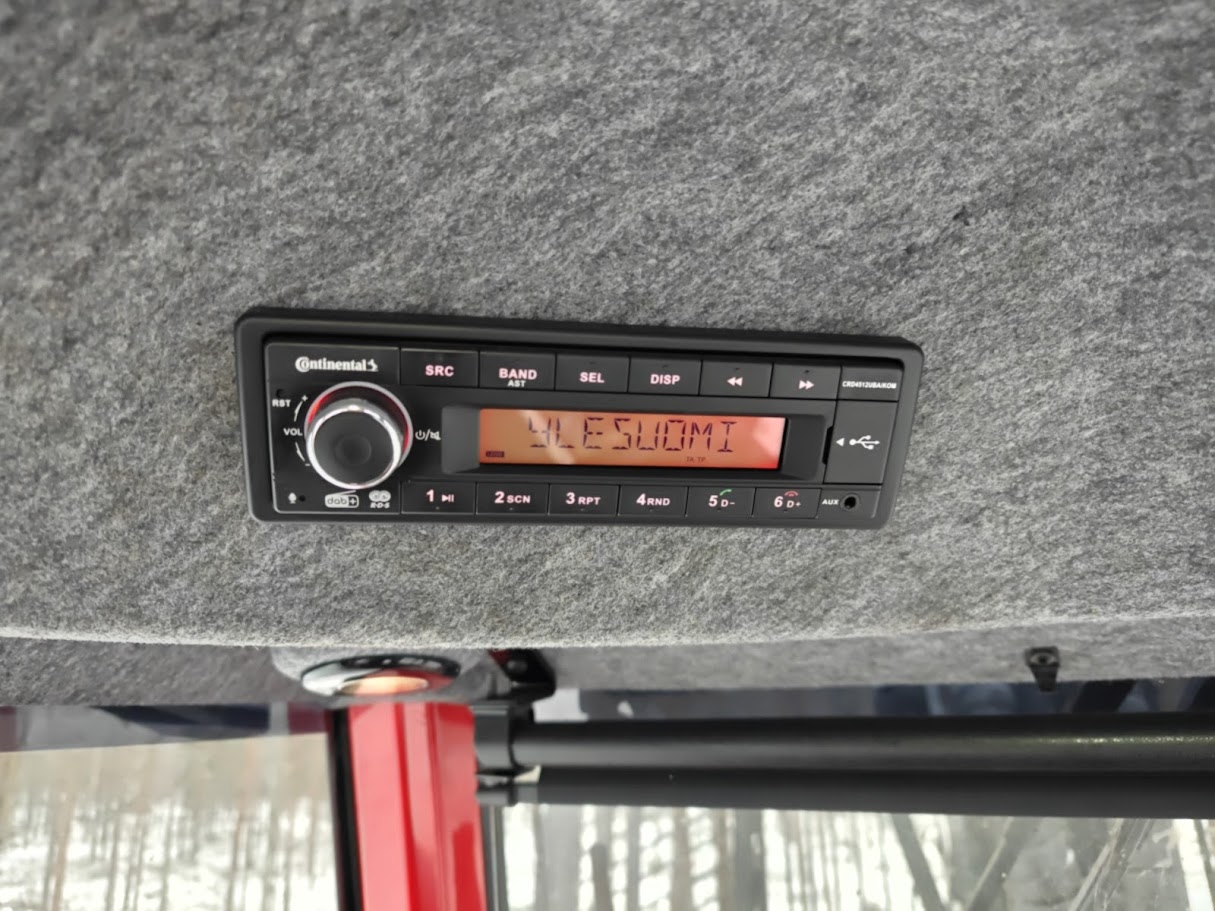 Continental
SRC
BAND
AST
SEL
DISP
CRD4512UBA/KOM
RST
VOL
YLESUOMI
TA TP
dab+
R·D·S
1
2 SCN
3 RPT
4 RND
5 D-
6 D+
AUX